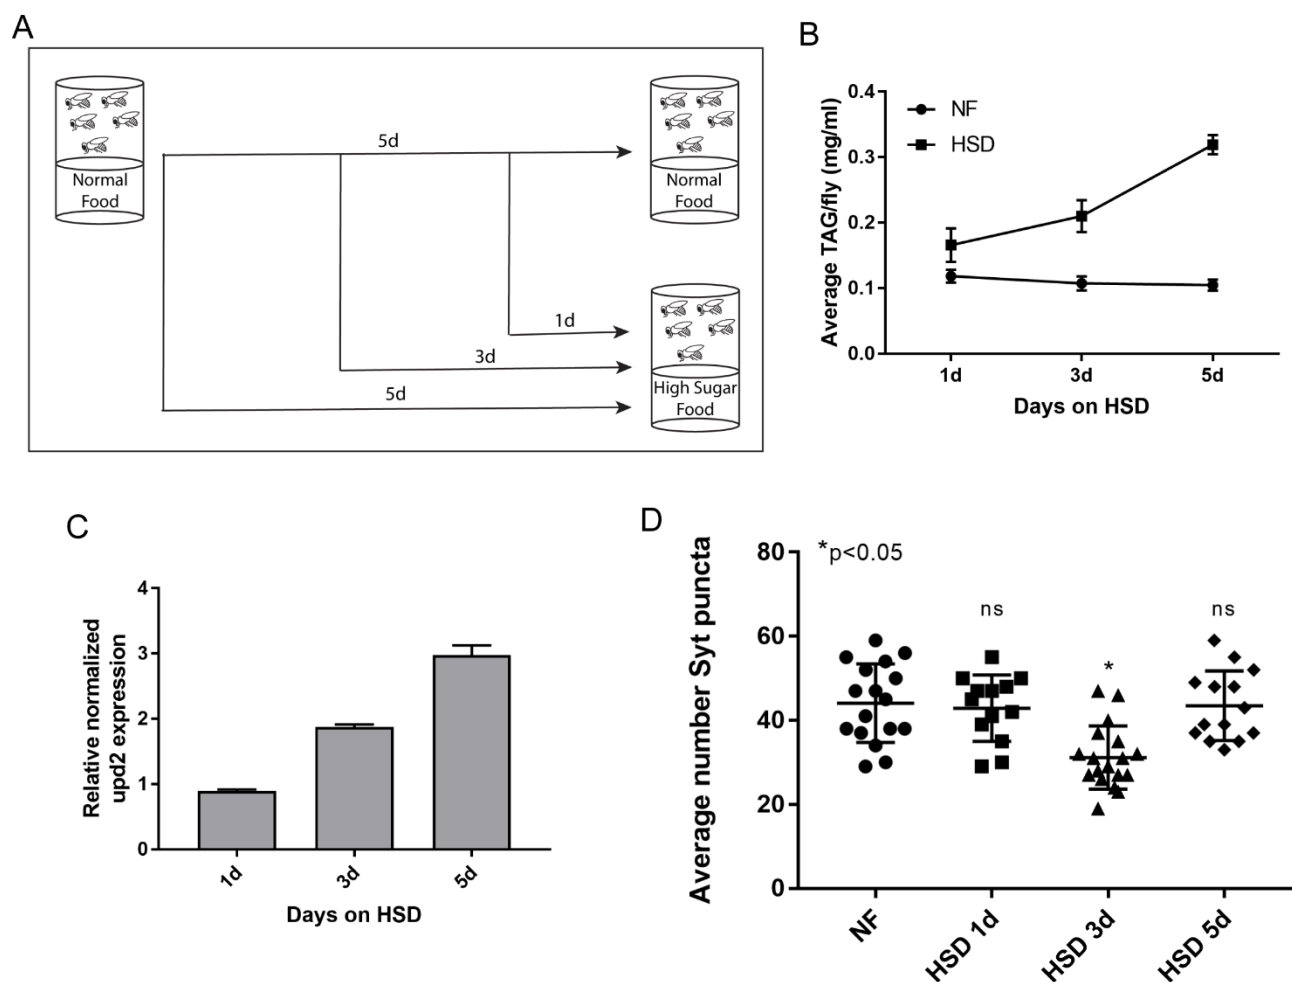 A
Normal
Food
5d
Normal
Food
1d
3d
5d
High Sugar
Food
B
Average TAG/fly (mg/ml)
0.4
0.3
0.2
0.1
0.0
NF
HSD
1d
3d
5d
Days on HSD
C
Relative normalized
upd2 expression
4
3
2
1
0
1d
3d
5d
Days on HSD
D
Average number Syt puncta
80
60
40
20
0
*p<0.05
ns
*
ns
NF
HSD 1d
HSD 3d
HSD 5d